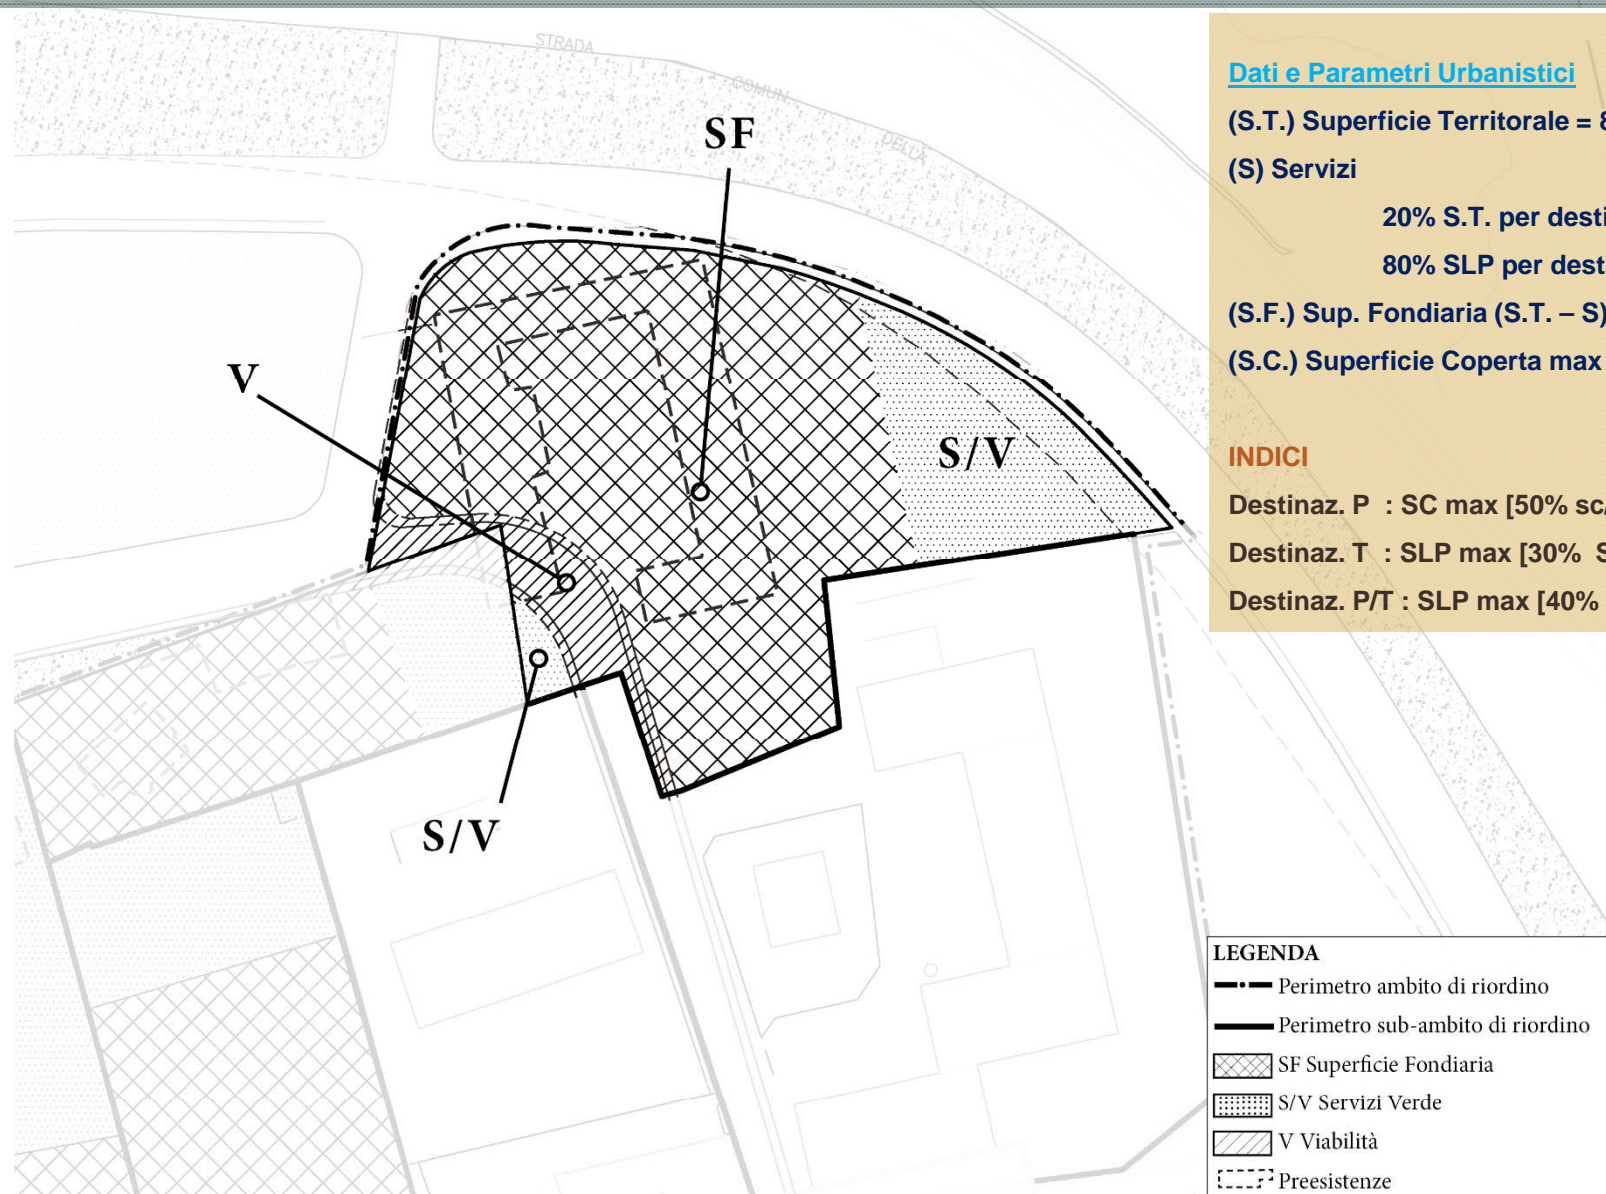 STRADA
COMUN
DELLA
SF
V
S/V
S/V
Dati e Parametri Urbanistici
(S.T.) Superficie Territorale = 8
(S) Servizi
20% S.T. per desti
80% SLP per dest
(S.F.) Sup. Fondiaria (S.T. – S)
(S.C.) Superficie Coperta max
INDICI
Destinaz. P : SC max [50% sc/
Destinaz. T : SLP max [30% S
Destinaz. P/T : SLP max [40%
LEGENDA
Perimetro ambito di riordino
Perimetro sub-ambito di riordino
SF Superficie Fondiaria
S/V Servizi Verde
V Viabilità
Preesistenze